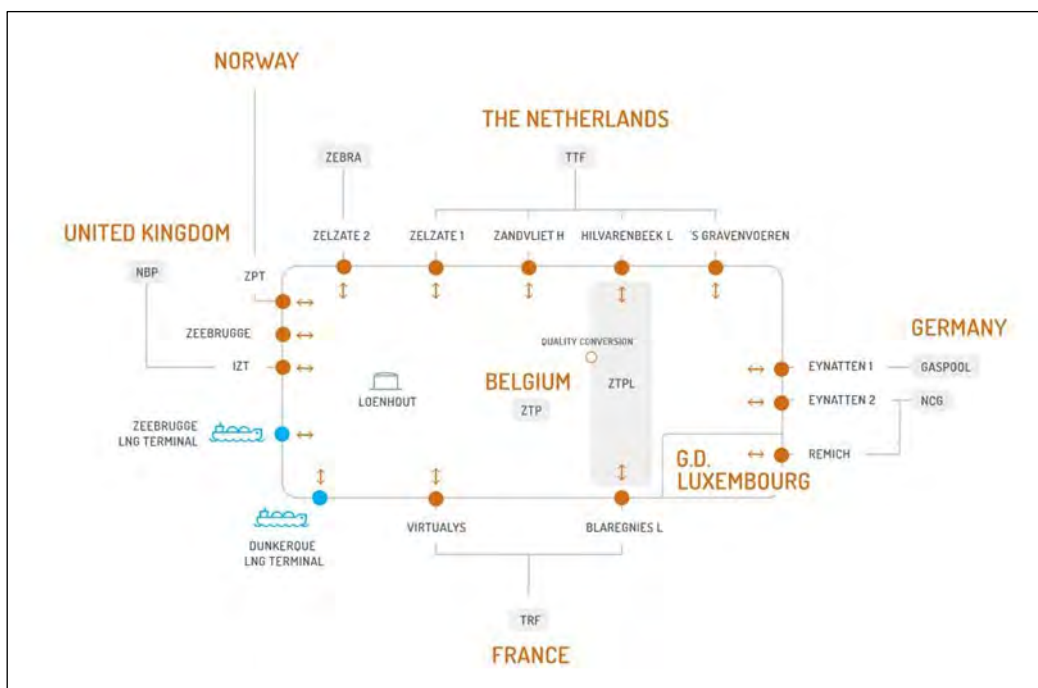 NORWAY
THE NETHERLANDS
ZEBRA
TTF
UNITED KINGDOM
ZELZATE 2
ZELZATE 1
ZANDVLIET H
HILVARENBEEK L
'S GRAVENVOEREN
NBP
ZPT
ZEEBRUGGE
IZT
QUALITY CONVERSION
GERMANY
EYNATTEN 1
GASPOOL
BELGIUM
ZTPL
LOENHOUT
ZTP
EYNATTEN 2
NCG
ZEEBRUGGE
LNG TERMINAL
G.D.
LUXEMBOURG
REMICH
VIRTUALYS
BLAREGNIES L
DUNKERQUE
LNG TERMINAL
TRF
FRANCE